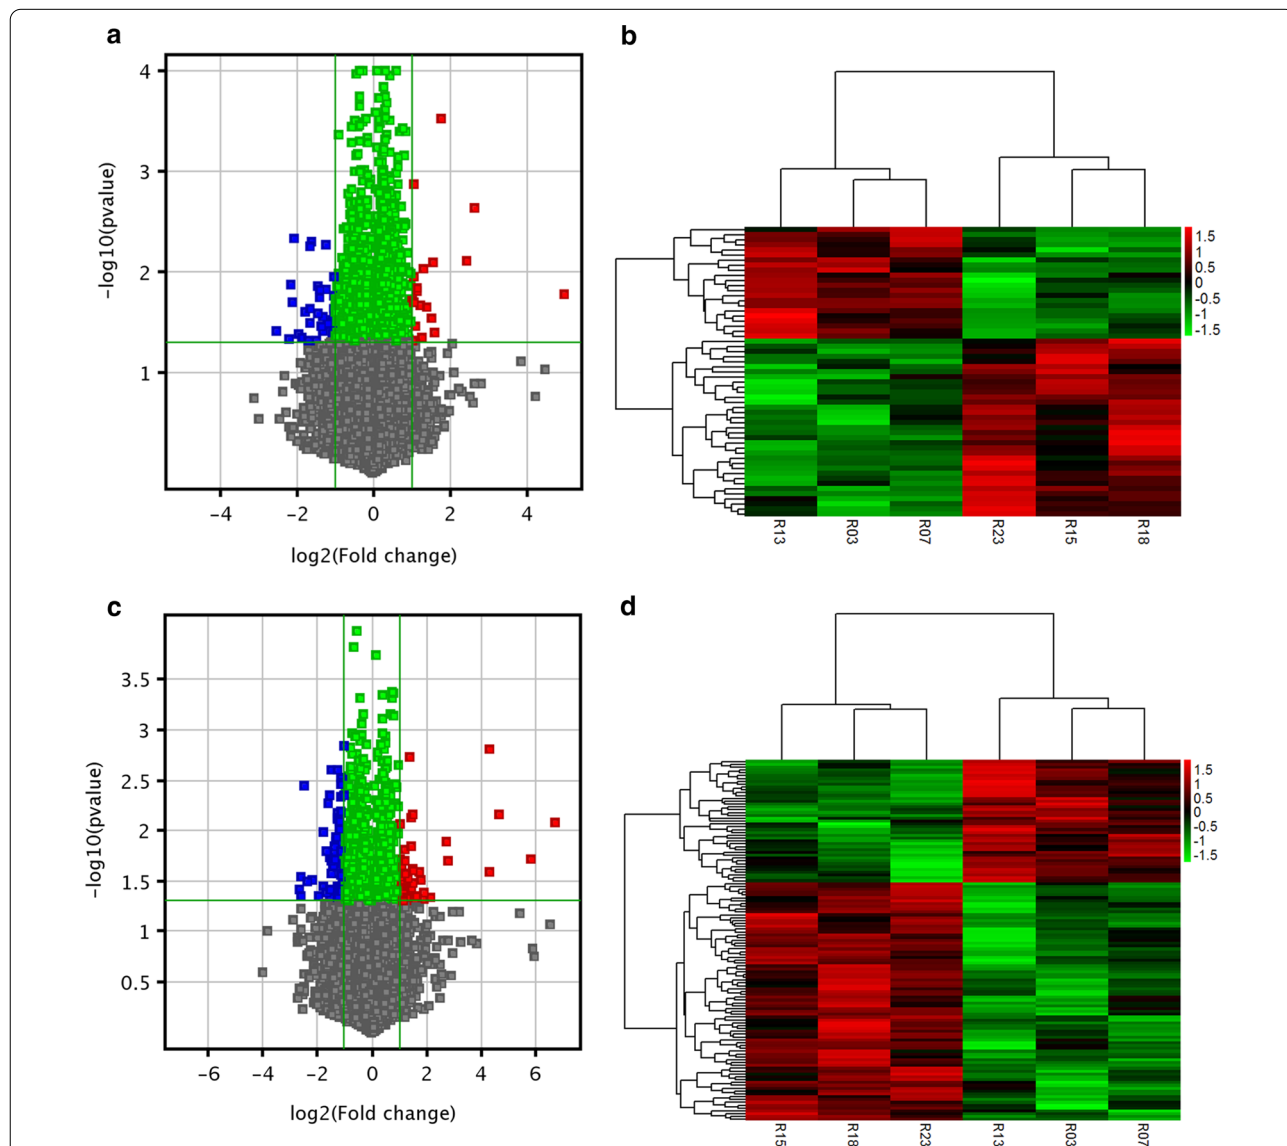 a
4
3
2
1
-log10(pvalue)
−4 −2 0 2 4
log2(Fold change)
b
1.5
1
0.5
0
-0.5
-1
-1.5
R13 R03 R07 R23 R15 R18
c
3.5
3
2.5
2
1.5
1
0.5
-log10(pvalue)
−6 −4 −2 0 2 4 6
log2(Fold change)
d
1.5
1
0.5
0
-0.5
-1
-1.5
R15 R18 R23 R13 R03 R07